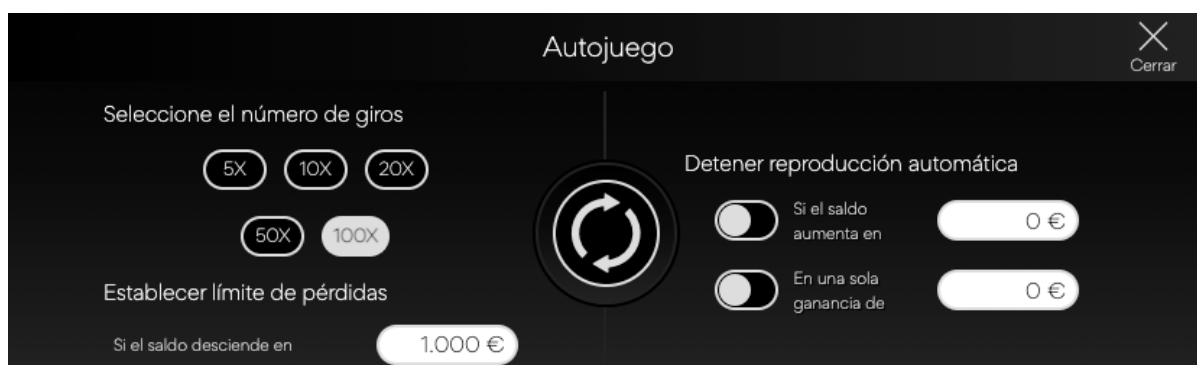 Autojuego
Cerrar
Seleccione el número de giros
5X 10X 20X
50X 100X
Establecer límite de pérdidas
Si el saldo desciende en 1.000 €
Detener reproducción automática
Si el saldo
aumenta en
0 €
En una sola
ganancia de
0 €